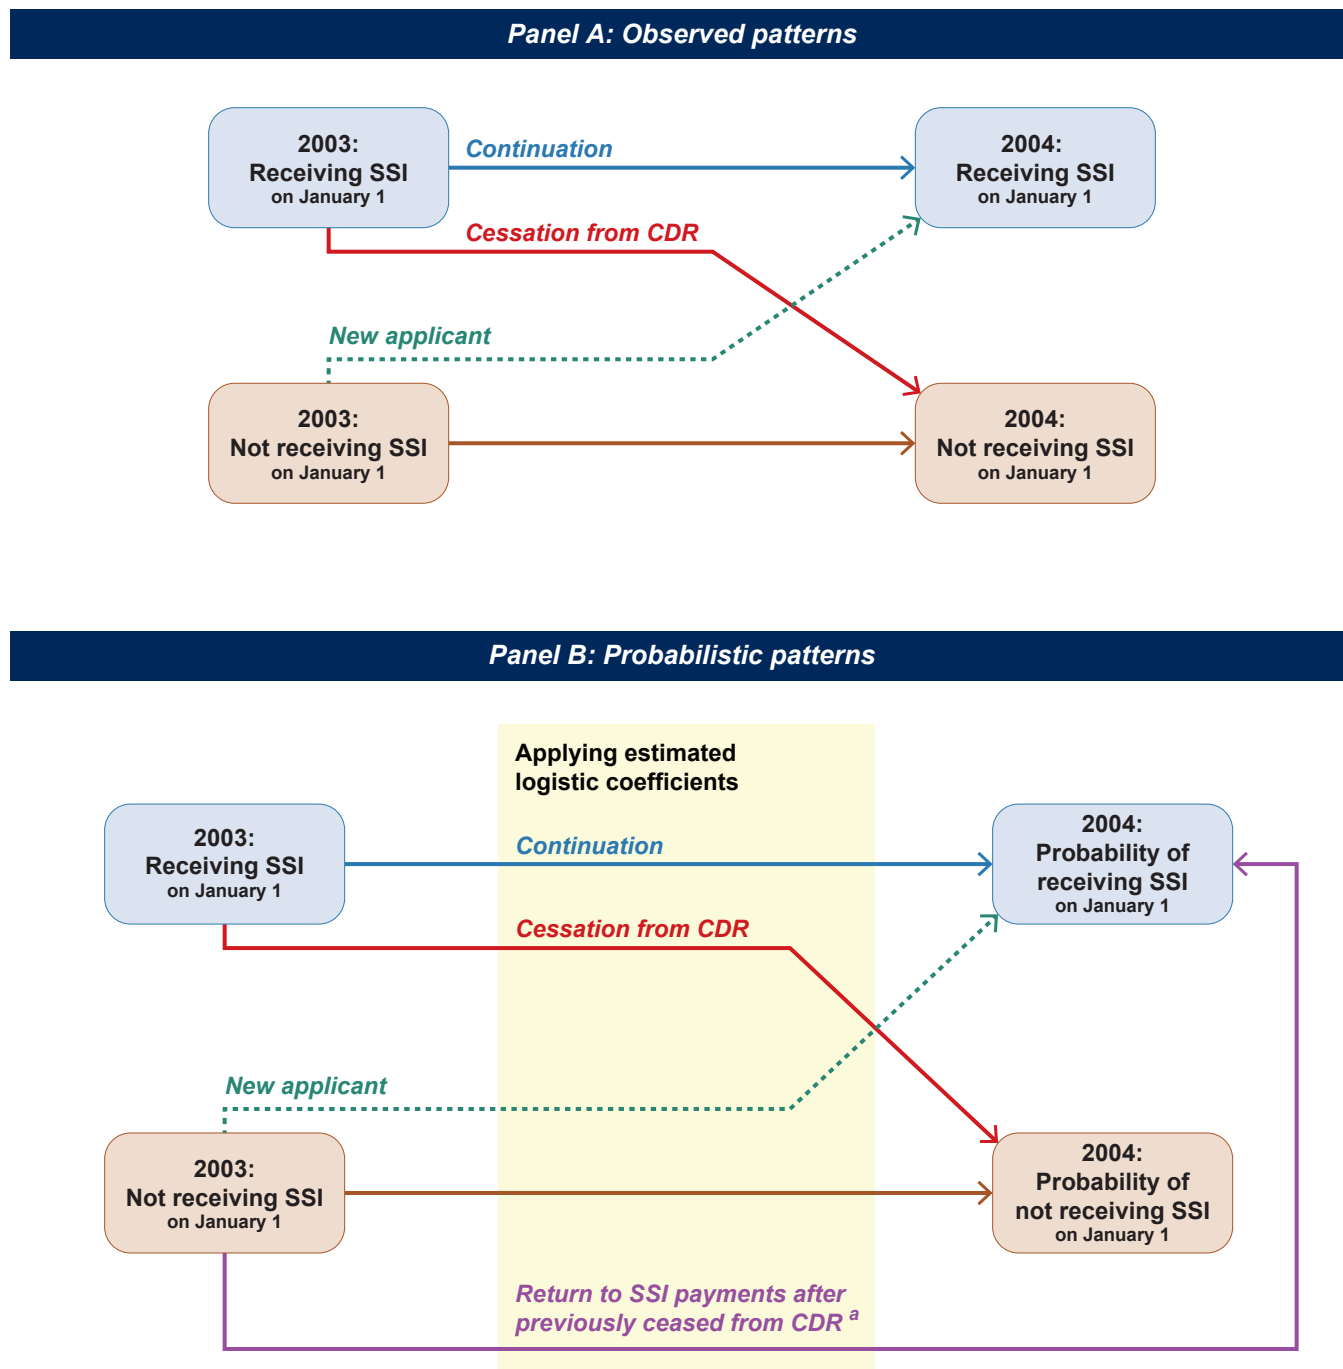 Panel A: Observed patterns
2003:
Receiving SSI
on January 1
Continuation
2004:
Receiving SSI
on January 1
Cessation from CDR
New applicant
2003:
Not receiving SSI
on January 1
2004:
Not receiving SSI
on January 1
Panel B: Probabilistic patterns
Applying estimated
logistic coefficients
2003:
Receiving SSI
on January 1
Continuation
2004:
Probability of
receiving SSI
on January 1
Cessation from CDR
New applicant
2003:
Not receiving SSI
on January 1
2004:
Probability of
not receiving SSI
on January 1
Return to SSI payments after
previously ceased from CDR a